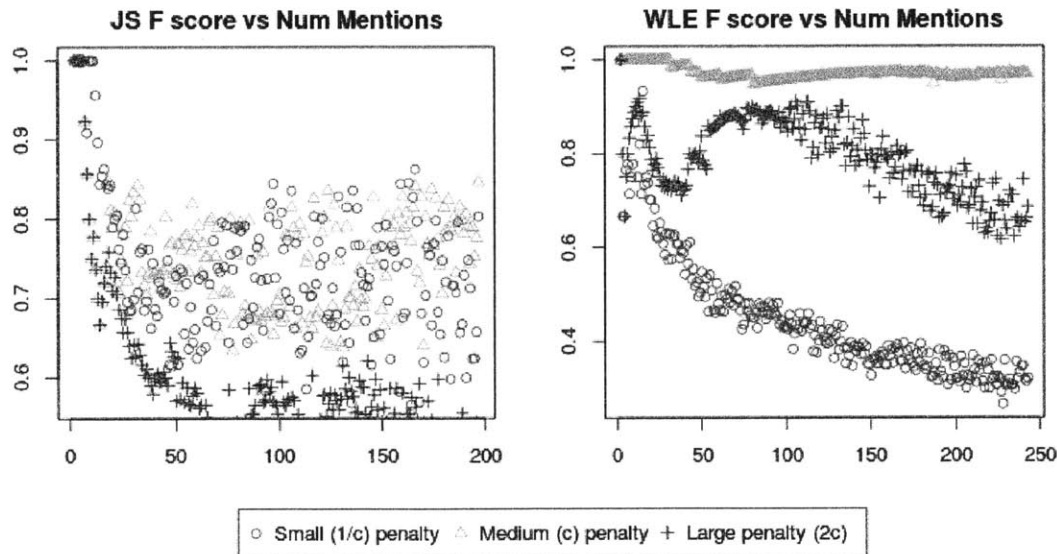 JS F score vs Num Mentions
WLE F score vs Num Mentions
1.0
0.9
0.8
0.7
0.6
0 50 100 150 200
1.0
0.8
0.6
0.4
0 50 100 150 200 250
Small (1/c) penalty Medium (c) penalty Large penalty (2c)